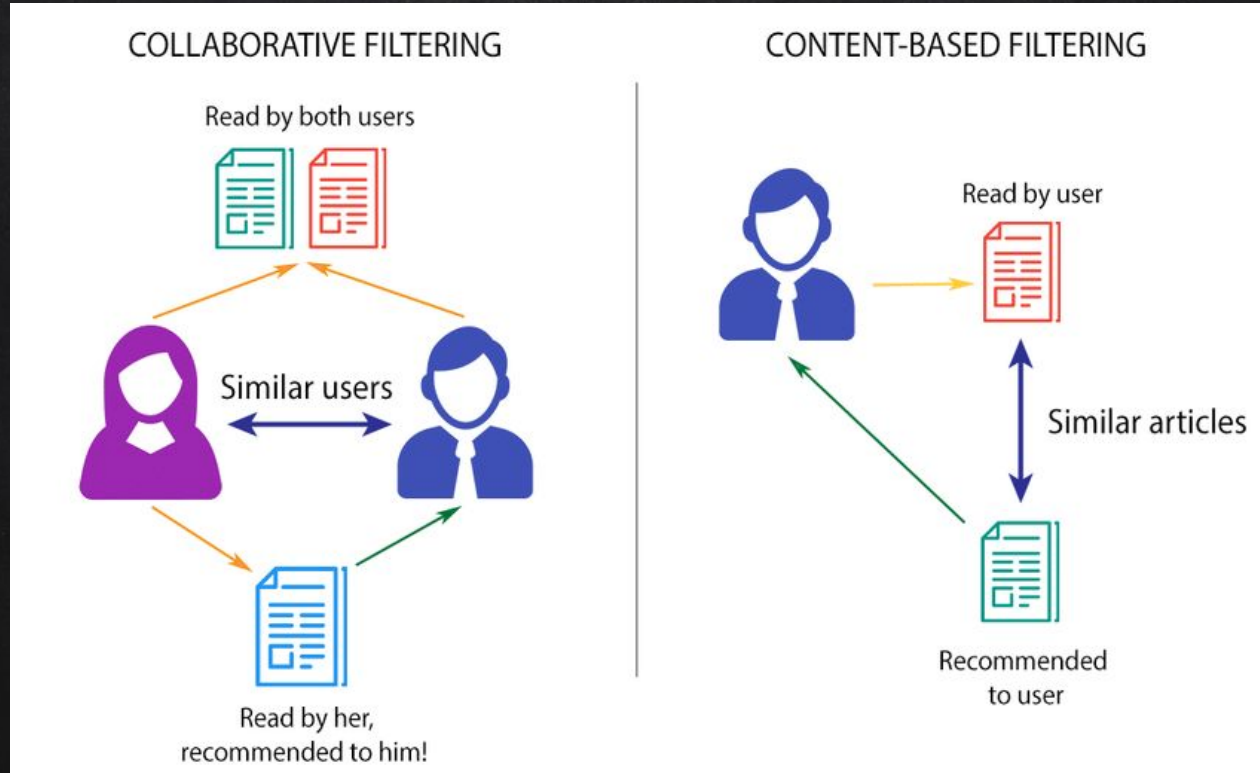 COLLABORATIVE FILTERING
Read by both users
Similar users
Read by her,
recommended to him!
CONTENT-BASED FILTERING
Read by user
Similar articles
Recommended
to user